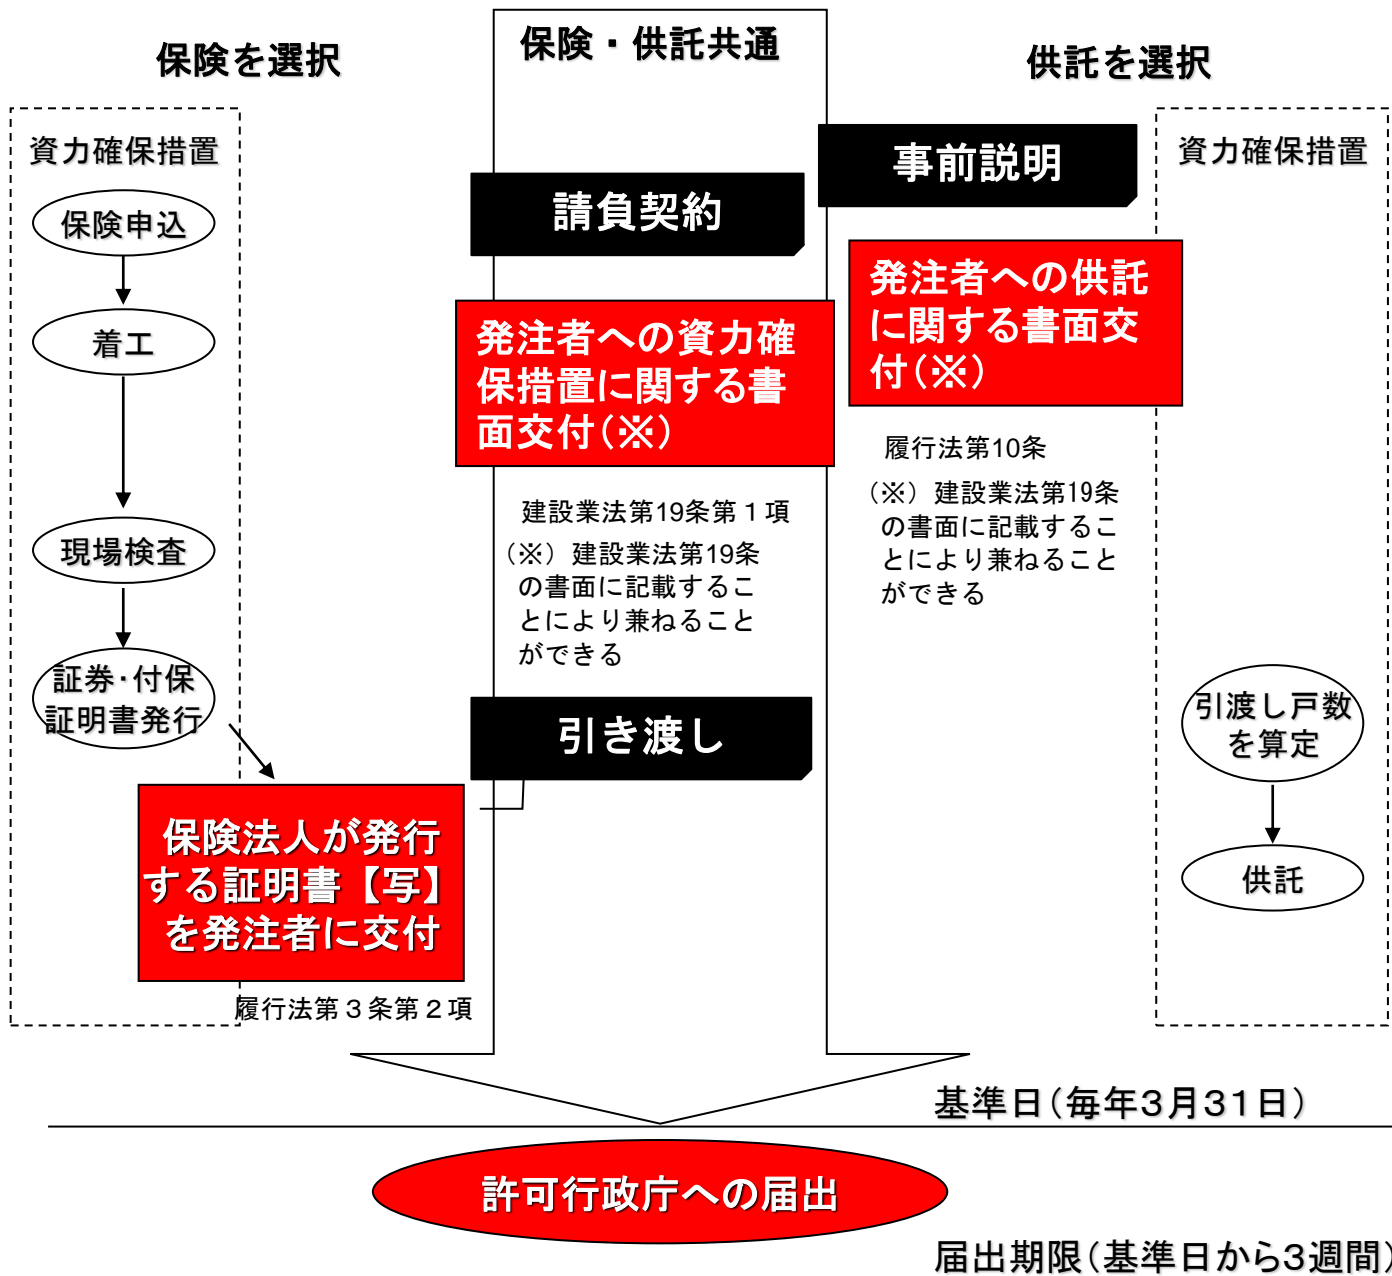 保険を選択
保険・供託共通
供託を選択
資力確保措置
保険申込
着工
現場検査
証券・付保
証明書発行
保険法人が発行
する証明書【写】
を発注者に交付
履行法第３条第２項
請負契約
発注者への資力確
保措置に関する書
面交付(※)
建設業法第19条第１項
（※）建設業法第19条
の書面に記載するこ
とにより兼ねること
ができる
引き渡し
事前説明
発注者への供託
に関する書面交
付(※)
履行法第10条
（※）建設業法第19条
の書面に記載するこ
とにより兼ねること
ができる
資力確保措置
引渡し戸数
を算定
供託
基準日(毎年３月３１日)
許可行政庁への届出
届出期限(基準日から３週間)